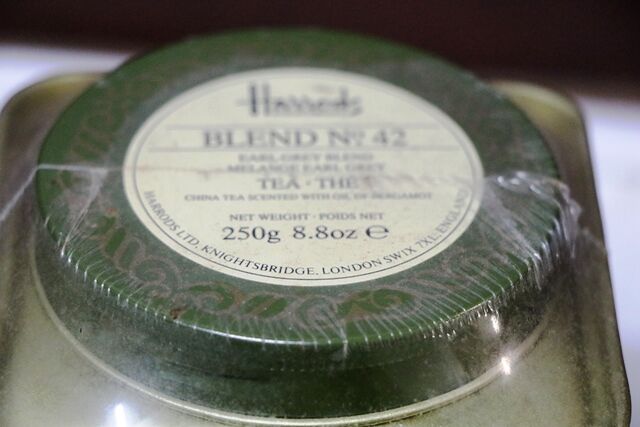 Harrods
BLEND Nº 42
EARL GREY BLEND
MELANGE EARL GREY
TEA · THÉ
CHINA TEA SCENTED WITH OIL OF BERGAMOT
NET WEIGHT · POIDS NET
250g 8.8oz ℮
HARRODS LTD, KNIGHTSBRIDGE, LONDON SW1X 7XL, ENGLAND